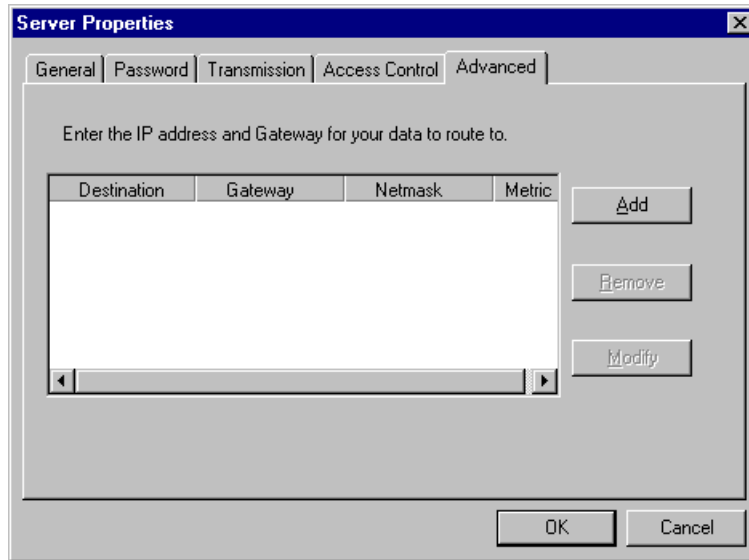 Server Properties
General Password Transmission Access Control Advanced
Enter the IP address and Gateway for your data to route to.
Destination Gateway Netmask Metric
Add
Remove
Modify
OK Cancel